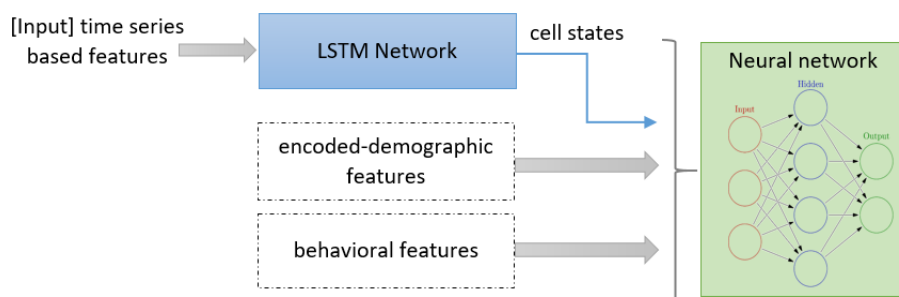 [Input] time series
based features
LSTM Network
cell states
encoded-demographic
features
behavioral features
Neural network
Hidden
Input
Output